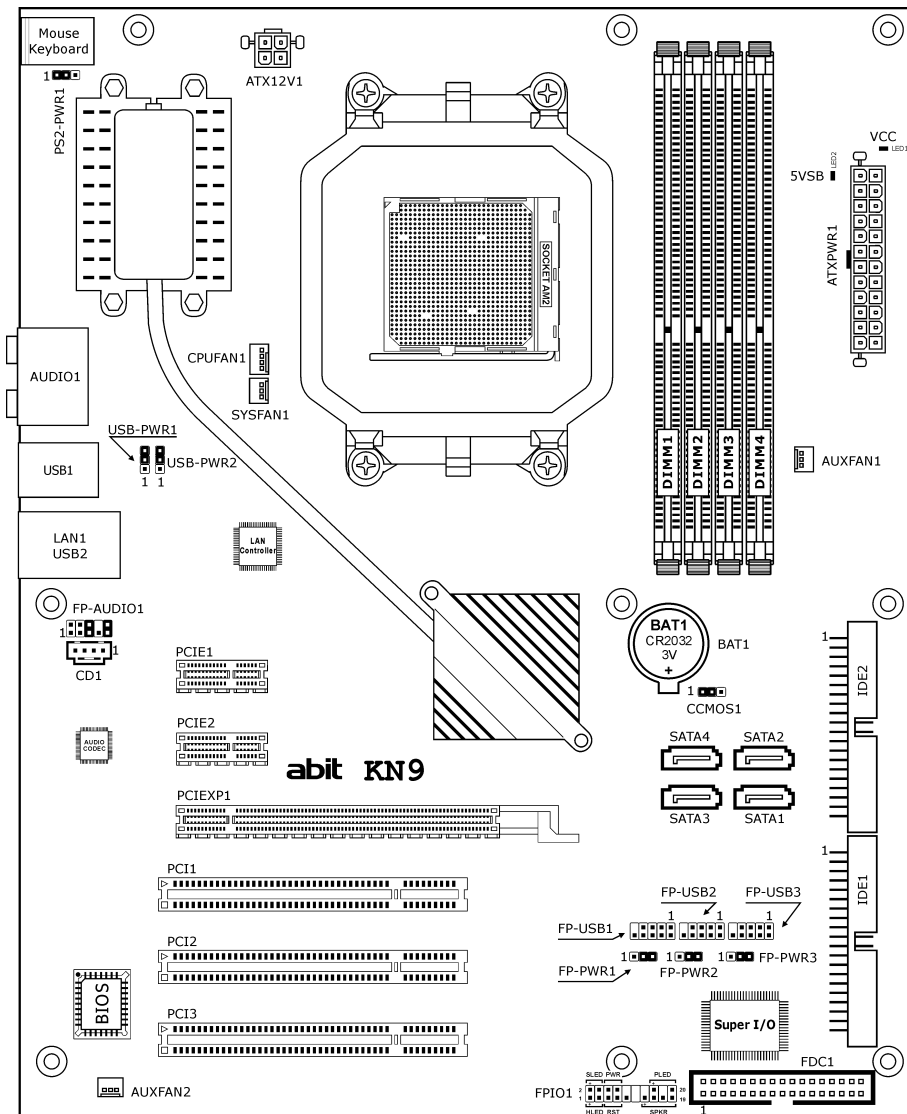 Mouse
Keyboard
1
PS2-PWR1
ATX12V1
VCC
LED1
LED2
5VSB
ATXPWR1
SOCKET AM2
AUDIO1
CPUFAN1
SYSFAN1
USB-PWR1
USB-PWR2
1 1
USB1
DIMM1
DIMM2
DIMM3
DIMM4
AUXFAN1
LAN1
USB2
LAN
Controller
FP-AUDIO1
1
1
CD1
BAT1
CR2032
3V
+
BAT1
1
CCMOS1
1
IDE2
PCIE1
AUDIO
CODEC
PCIE2
abit KN9
SATA4
SATA2
SATA3
SATA1
PCIEXP1
PCI1
1
IDE1
FP-USB2
FP-USB3
FP-USB1
1
1
1
PCI2
1
1
1
FP-PWR1
FP-PWR2
FP-PWR3
BIOS
PCI3
Super I/O
AUXFAN2
FPIO1
SLED PWR PLED
2 20
1 19
HLED RST SPKR
FDC1
1